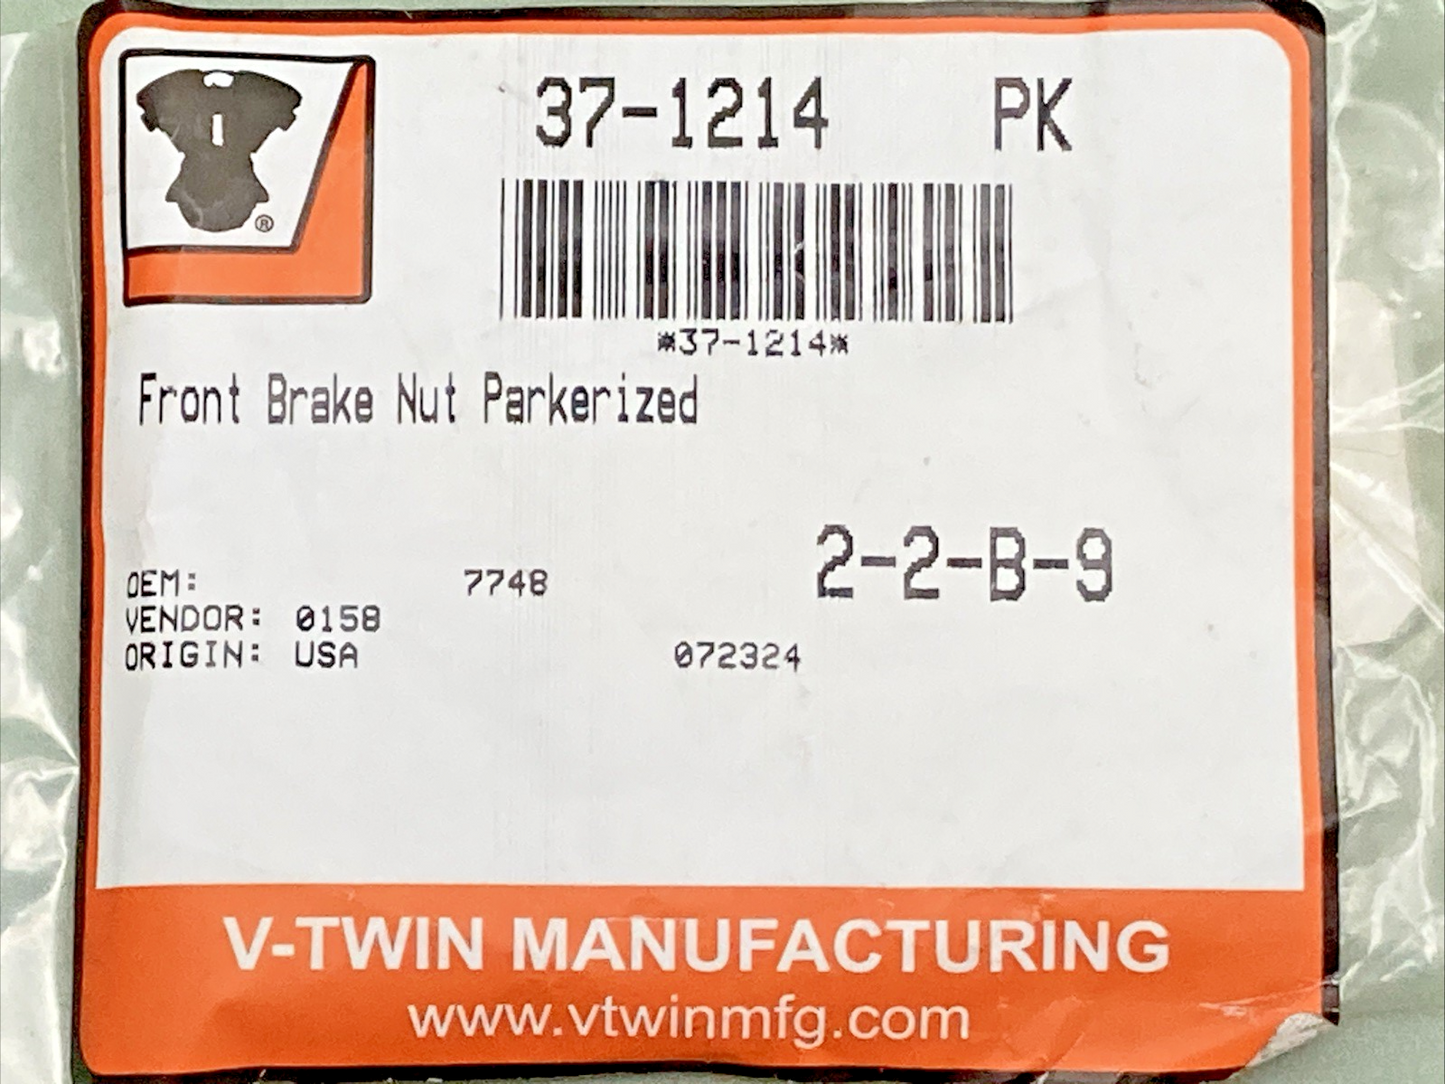 37-1214 PK
*37-1214*
Front Brake Nut Parkerized
2-2-B-9
OEM: 7748
VENDOR: 0158
ORIGIN: USA 072324
®
V-TWIN MANUFACTURING
www.vtwinmfg.com